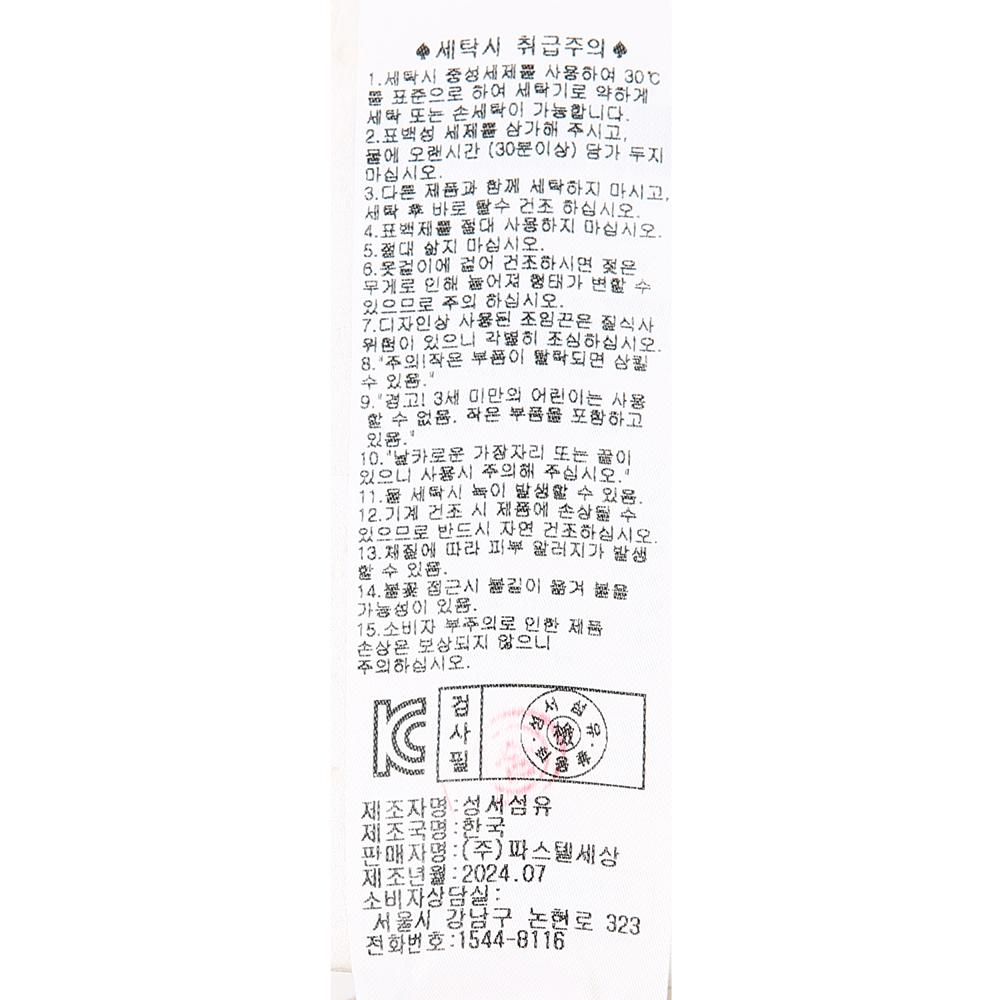 ♠세탁시 취급주의♠
1.세탁시 중성세제를 사용하여 30℃
를 표준으로 하여 세탁기로 약하게
세탁 또는 손세탁이 가능합니다.
2.표백성 세제를 삼가해 주시고,
물에 오랜시간 (30분이상) 담가 두지
마십시오.
3.다른 제품과 함께 세탁하지 마시고,
세탁 후 바로 탈수 건조 하십시오.
4.표백제를 절대 사용하지 마십시오.
5.절대 삶지 마십시오.
6.옷걸이에 걸어 건조하시면 젖은
무게로 인해 늘어져 형태가 변할 수
있으므로 주의 하십시오.
7.디자인상 사용된 조임끈은 질식사
위험이 있으니 각별히 조심하십시오.
8."주의!작은 부품이 탈락되면 삼킬
수 있음."
9."경고! 3세 미만의 어린이는 사용
할 수 없음. 작은 부품을 포함하고
있음."
10."날카로운 가장자리 또는 끝이
있으니 사용시 주의해 주십시오."
11.물 세탁시 녹이 발생할 수 있음.
12.기계 건조 시 제품에 손상될 수
있으므로 반드시 자연 건조하십시오.
13.재질에 따라 피부 알러지가 발생
할 수 있음.
14.불꽃 접근시 불길이 옮겨 붙을
가능성이 있음.
15.소비자 부주의로 인한 제품
손상은 보상되지 않으니
주의하십시오.
KC
검사필
성서섬유
제조자명:성서섬유
제조국명:한국
판매자명:(주)파스텔세상
제조년월:2024.07
소비자상담실:
서울시 강남구 논현로 323
전화번호:1544-8116